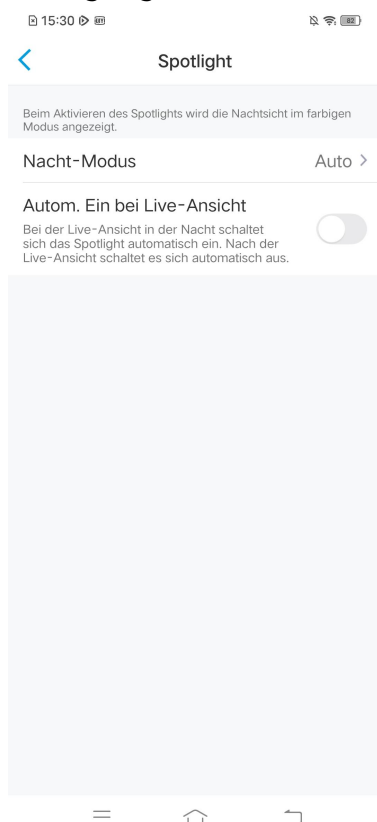 15:30
82
Spotlight
Beim Aktivieren des Spotlights wird die Nachtsicht im farbigen
Modus angezeigt.
Nacht-Modus Auto >
Autom. Ein bei Live-Ansicht
Bei der Live-Ansicht in der Nacht schaltet
sich das Spotlight automatisch ein. Nach der
Live-Ansicht schaltet es sich automatisch aus.